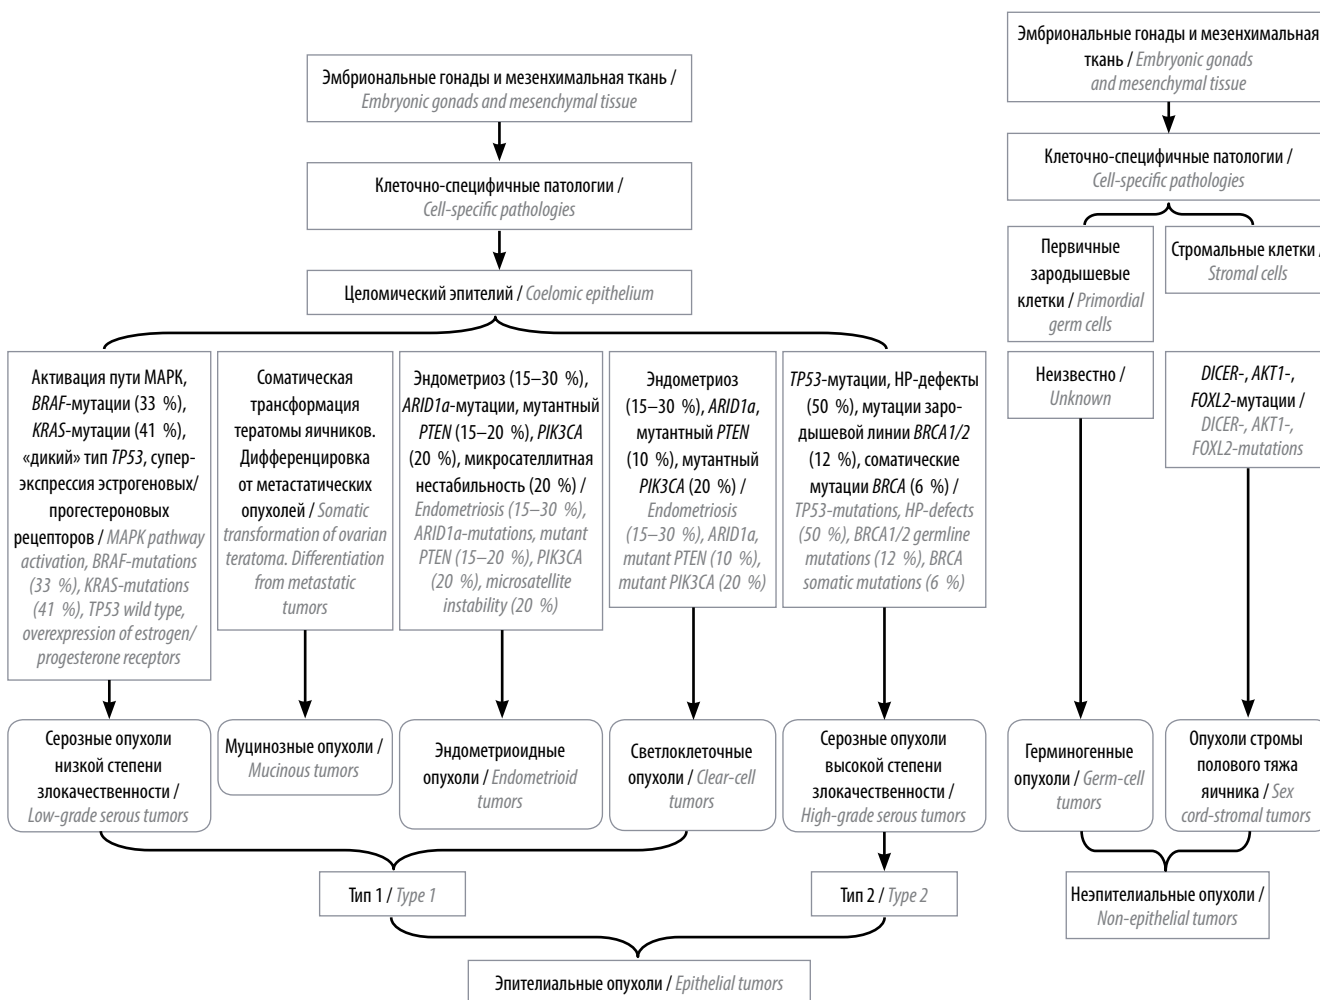 Эмбриональные гонады и мезенхимальная ткань /
Embryonic gonads and mesenchymal tissue
Клеточно-специфичные патологии /
Cell-specific pathologies
Целомический эпителий / Coelomic epithelium
Активация пути MAPK,
BRAF-мутации (33 %),
KRAS-мутации (41 %),
«дикий» тип TP53, супер-
экспрессия эстрогеновых/
прогестероновых
рецепторов / MAPK pathway
activation, BRAF-mutations
(33 %), KRAS-mutations
(41 %), TP53 wild type,
overexpression of estrogen/
progesterone receptors
Соматическая
трансформация
тератомы яичников.
Дифференцировка
от метастатических
опухолей / Somatic
transformation of ovarian
teratoma. Differentiation
from metastatic
tumors
Эндометриоз (15–30 %),
ARID1a-мутации, мутантный
PTEN (15–20 %), PIK3CA
(20 %), микросателлитная
нестабильность (20 %) /
Endometriosis (15–30 %),
ARID1a-mutations, mutant
PTEN (15–20 %), PIK3CA
(20 %), microsatellite
instability (20 %)
Эндометриоз
(15–30 %), ARID1a,
мутантный PTEN
(10 %), мутантный
PIK3CA (20 %) /
Endometriosis
(15–30 %), ARID1a,
mutant PTEN (10 %),
mutant PIK3CA (20 %)
TP53-мутации, HP-дефекты
(50 %), мутации заро-
дышевой линии BRCA1/2
(12 %), соматические
мутации BRCA (6 %) /
TP53-mutations, HP-defects
(50 %), BRCA1/2 germline
mutations (12 %), BRCA
somatic mutations (6 %)
Серозные опухоли
низкой степени
злокачественности /
Low-grade serous tumors
Муцинозные опухоли /
Mucinous tumors
Эндометриоидные
опухоли / Endometrioid
tumors
Светлоклеточные
опухоли / Clear-cell
tumors
Серозные опухоли
высокой степени
злокачественности /
High-grade serous tumors
Тип 1 / Type 1
Тип 2 / Type 2
Эпителиальные опухоли / Epithelial tumors
Эмбриональные гонады и мезенхимальная
ткань / Embryonic gonads
and mesenchymal tissue
Клеточно-специфичные патологии /
Cell-specific pathologies
Первичные
зародышевые
клетки / Primordial
germ cells
Стромальные клетки /
Stromal cells
Неизвестно /
Unknown
DICER-, AKT1-,
FOXL2-мутации /
DICER-, AKT1-,
FOXL2-mutations
Герминогенные
опухоли / Germ-cell
tumors
Опухоли стромы
полового тяжа
яичника / Sex
cord-stromal tumors
Неэпителиальные опухоли /
Non-epithelial tumors